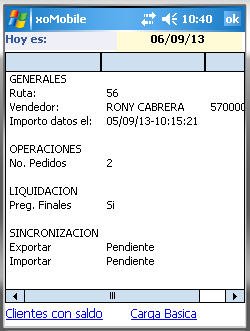 xoMobile 10:40 ok
Hoy es: 06/09/13
GENERALES
Ruta: 56
Vendedor: RONY CABRERA 570000
Importo datos el: 05/09/13-10:15:21
OPERACIONES
No. Pedidos 2
LIQUIDACION
Preg. Finales Si
SINCRONIZACION
Exportar Pendiente
Importar Pendiente
Clientes con saldo Carga Basica